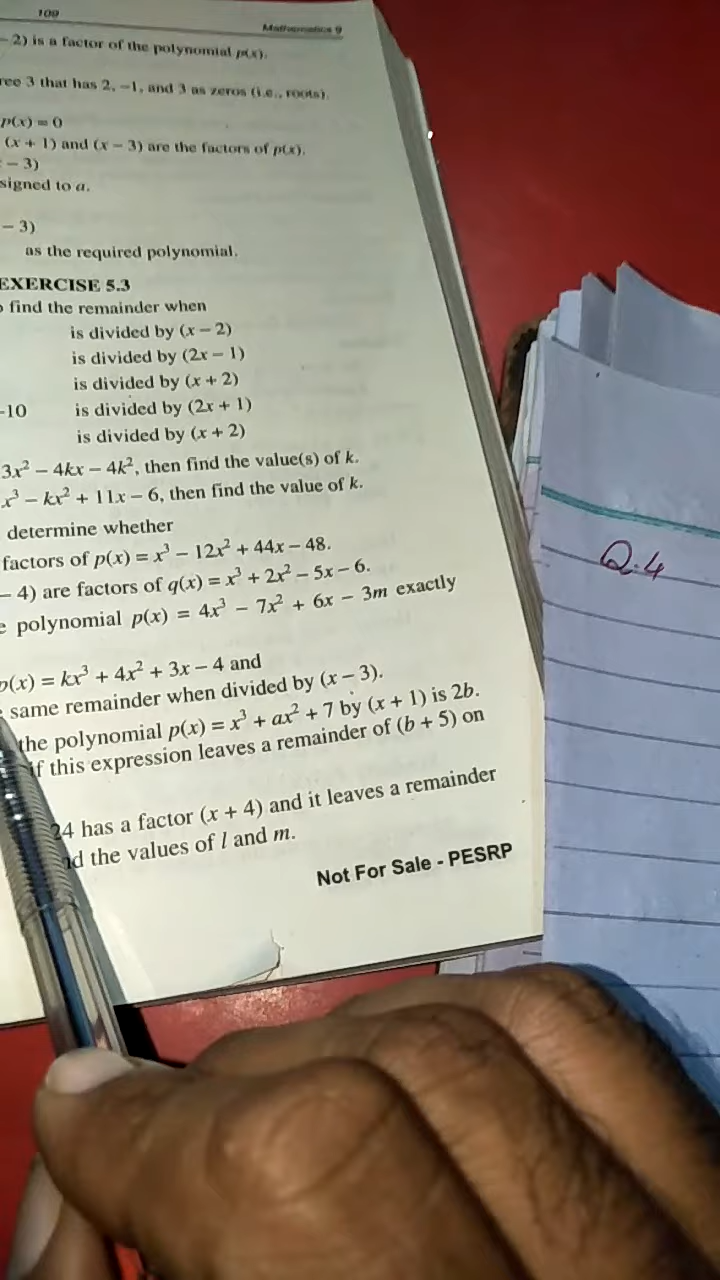 109
Mathematics 9
– 2) is a factor of the polynomial p(x).
ree 3 that has 2, –1, and 3 as zeros (i.e., roots).
p(x) = 0
(x + 1) and (x – 3) are the factors of p(x).
– 3)
signed to a.
– 3)
as the required polynomial.
EXERCISE 5.3
find the remainder when
is divided by (x – 2)
is divided by (2x – 1)
is divided by (x + 2)
–10 is divided by (2x + 1)
is divided by (x + 2)
3x² – 4kx – 4k², then find the value(s) of k.
x³ – kx² + 11x – 6, then find the value of k.
determine whether
factors of p(x) = x³ – 12x² + 44x – 48.
– 4) are factors of q(x) = x³ + 2x² – 5x – 6.
polynomial p(x) = 4x³ – 7x² + 6x – 3m exactly
p(x) = kx³ + 4x² + 3x – 4 and
same remainder when divided by (x – 3).
the polynomial p(x) = x³ + ax² + 7 by (x + 1) is 2b.
if this expression leaves a remainder of (b + 5) on
24 has a factor (x + 4) and it leaves a remainder
nd the values of l and m.
Not For Sale - PESRP
Q.4